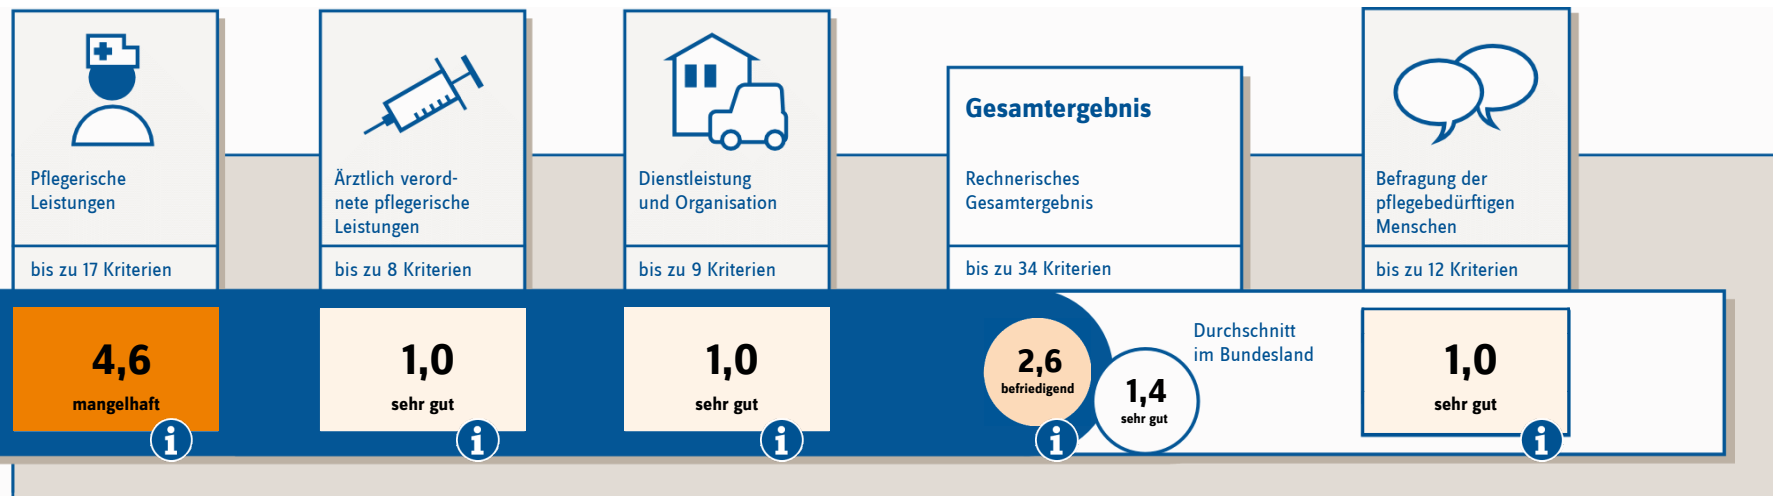 Pflegerische
Leistungen
bis zu 17 Kriterien
4,6
mangelhaft
i
Ärztlich verord-
nete pflegerische
Leistungen
bis zu 8 Kriterien
1,0
sehr gut
i
Dienstleistung
und Organisation
bis zu 9 Kriterien
1,0
sehr gut
i
Gesamtergebnis
Rechnerisches
Gesamtergebnis
bis zu 34 Kriterien
2,6
befriedigend
i
1,4
sehr gut
Durchschnitt
im Bundesland
Befragung der
pflegebedürftigen
Menschen
bis zu 12 Kriterien
1,0
sehr gut
i